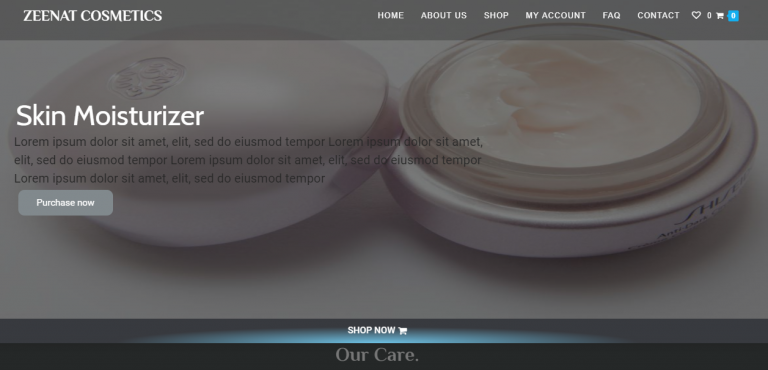 ZEENAT COSMETICS
HOME ABOUT US SHOP MY ACCOUNT FAQ CONTACT 0 0
Skin Moisturizer
Lorem ipsum dolor sit amet, elit, sed do eiusmod tempor Lorem ipsum dolor sit amet,
elit, sed do eiusmod tempor Lorem ipsum dolor sit amet, elit, sed do eiusmod tempor
Lorem ipsum dolor sit amet, elit, sed do eiusmod tempor
Purchase now
SHOP NOW
Our Care.